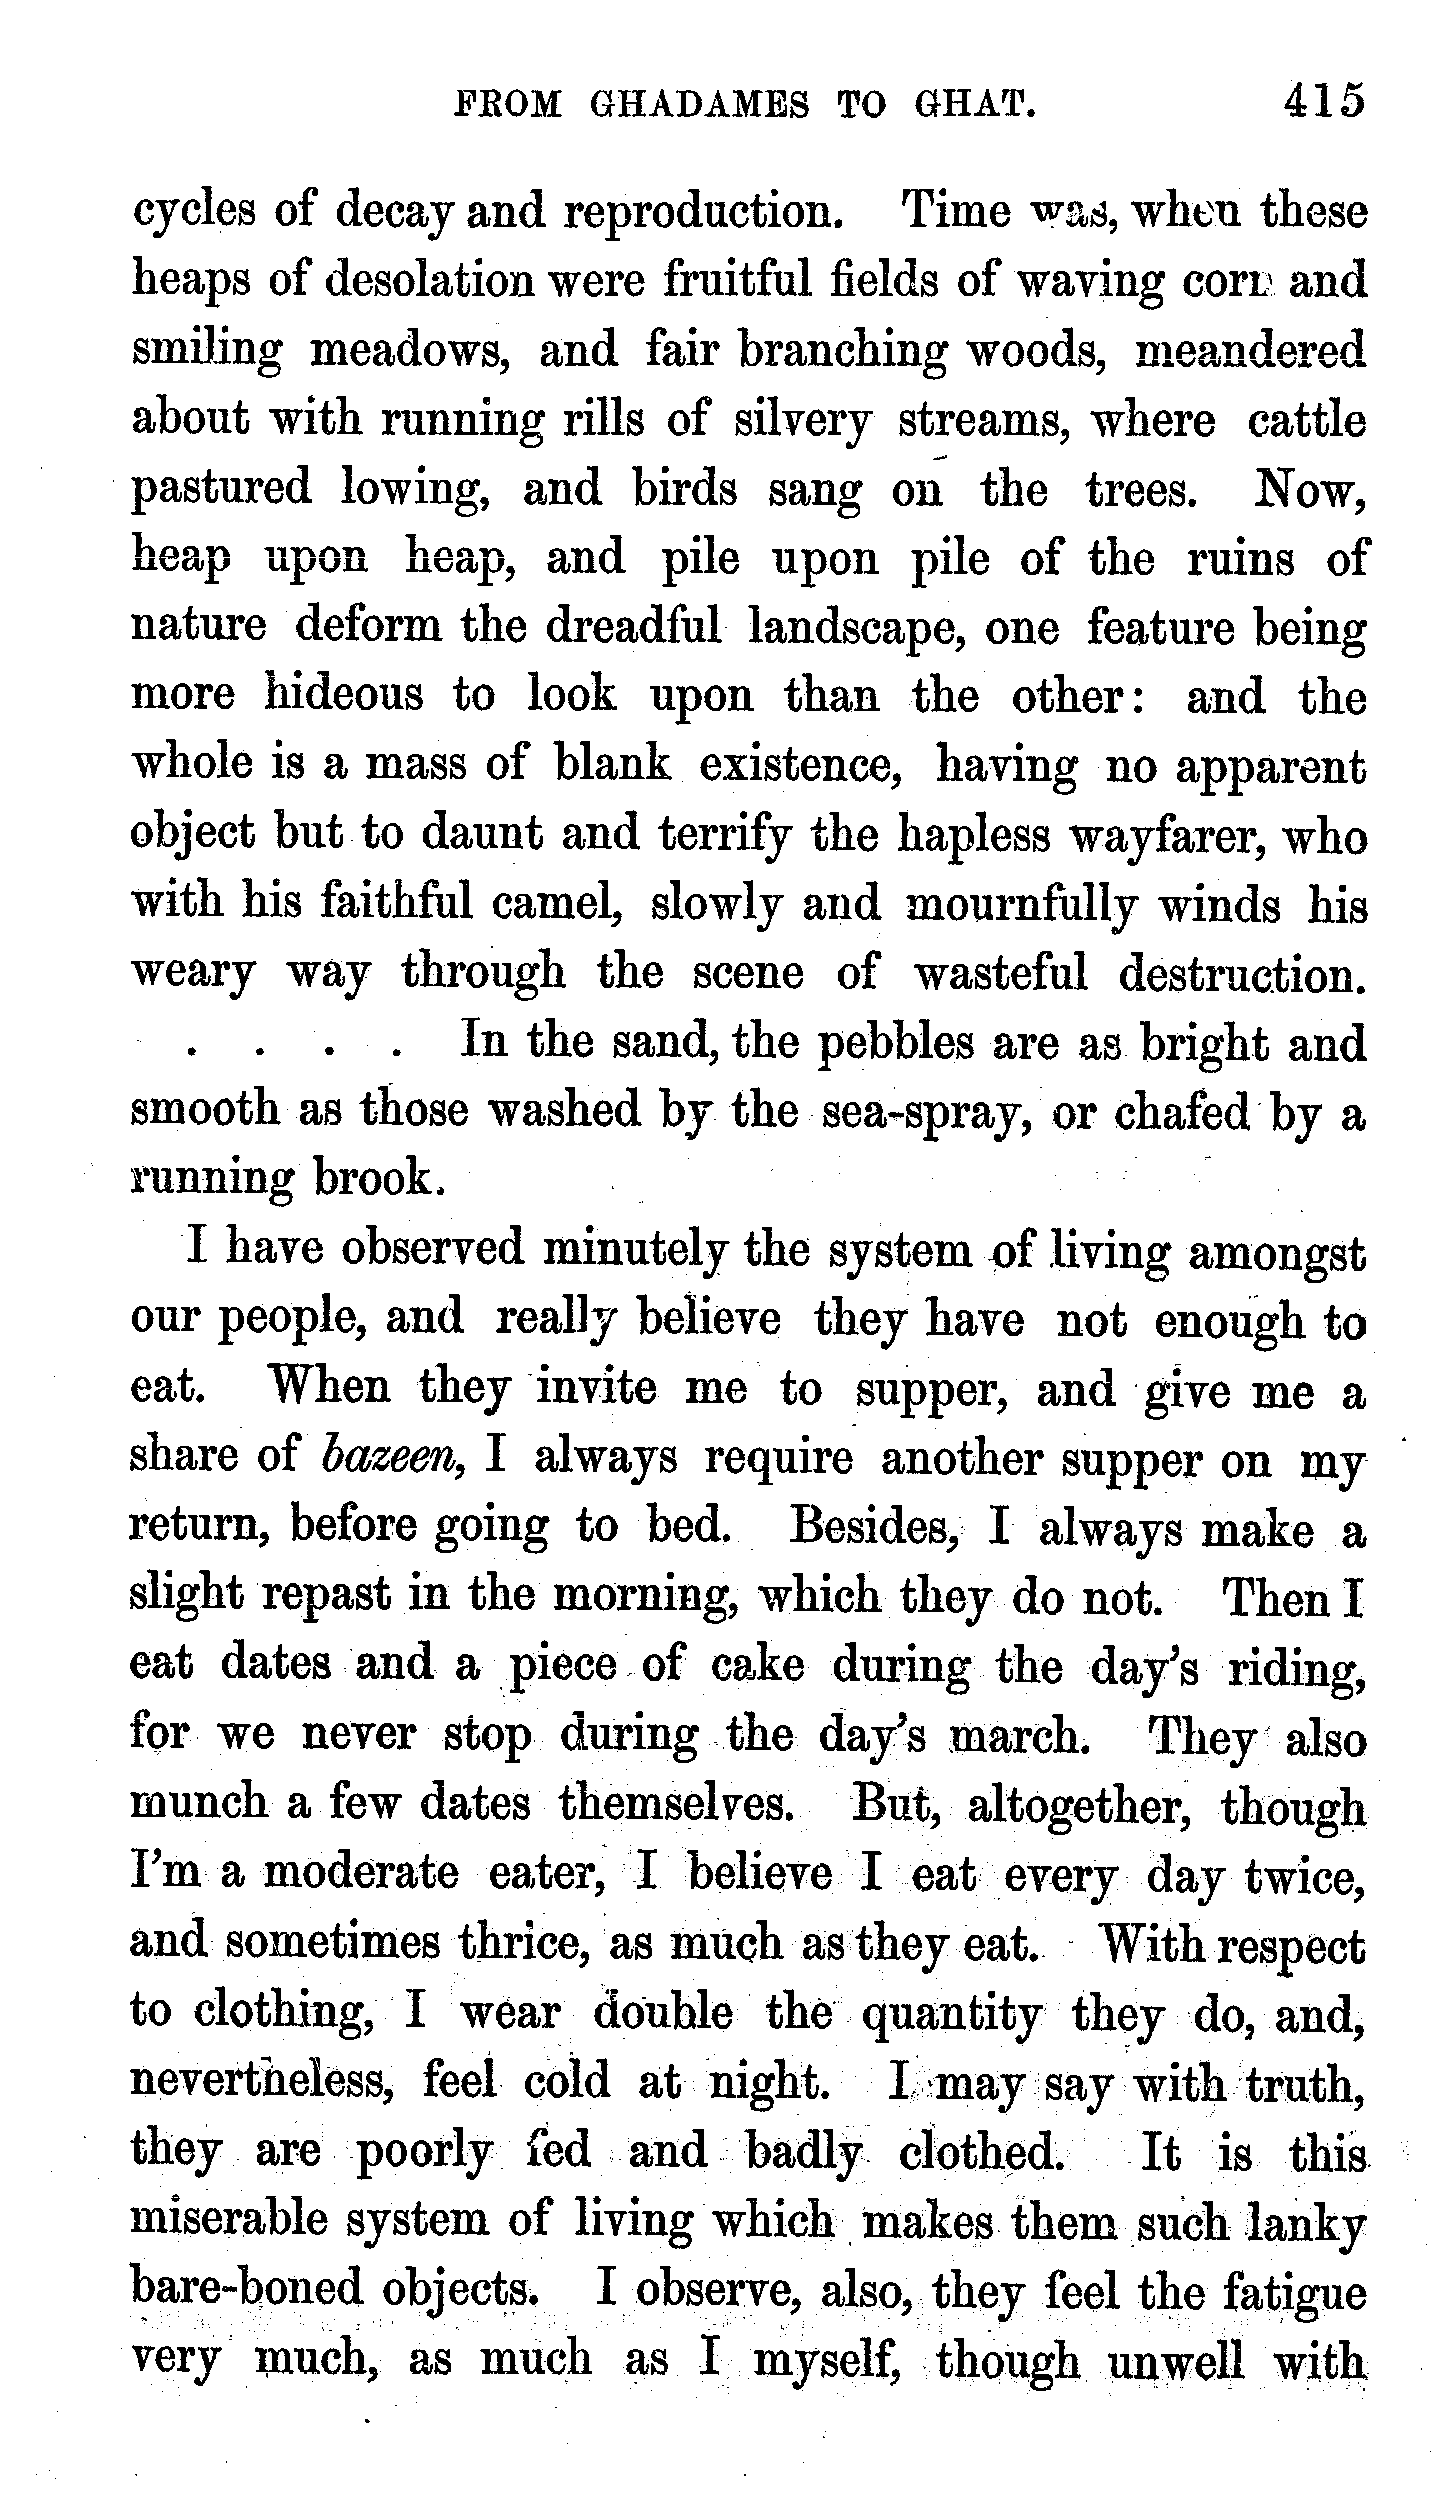 FROM GHADAMES TO GHAT. 415
cycles of decay and reproduction. Time was, when these
heaps of desolation were fruitful fields of waving corn and
smiling meadows, and fair branching woods, meandered
about with running rills of silvery streams, where cattle
pastured lowing, and birds sang on the trees. Now,
heap upon heap, and pile upon pile of the ruins of
nature deform the dreadful landscape, one feature being
more hideous to look upon than the other: and the
whole is a mass of blank existence, having no apparent
object but to daunt and terrify the hapless wayfarer, who
with his faithful camel, slowly and mournfully winds his
weary way through the scene of wasteful destruction.
. . . . In the sand, the pebbles are as bright and
smooth as those washed by the sea-spray, or chafed by a
running brook.
I have observed minutely the system of living amongst
our people, and really believe they have not enough to
eat. When they invite me to supper, and give me a
share of bazeen, I always require another supper on my
return, before going to bed. Besides, I always make a
slight repast in the morning, which they do not. Then I
eat dates and a piece of cake during the day's riding,
for we never stop during the day's march. They also
munch a few dates themselves. But, altogether, though
I'm a moderate eater, I believe I eat every day twice,
and sometimes thrice, as much as they eat. With respect
to clothing, I wear double the quantity they do, and,
nevertheless, feel cold at night. I may say with truth,
they are poorly fed and badly clothed. It is this
miserable system of living which makes them such lanky
bare-boned objects. I observe, also, they feel the fatigue
very much, as much as I myself, though unwell with